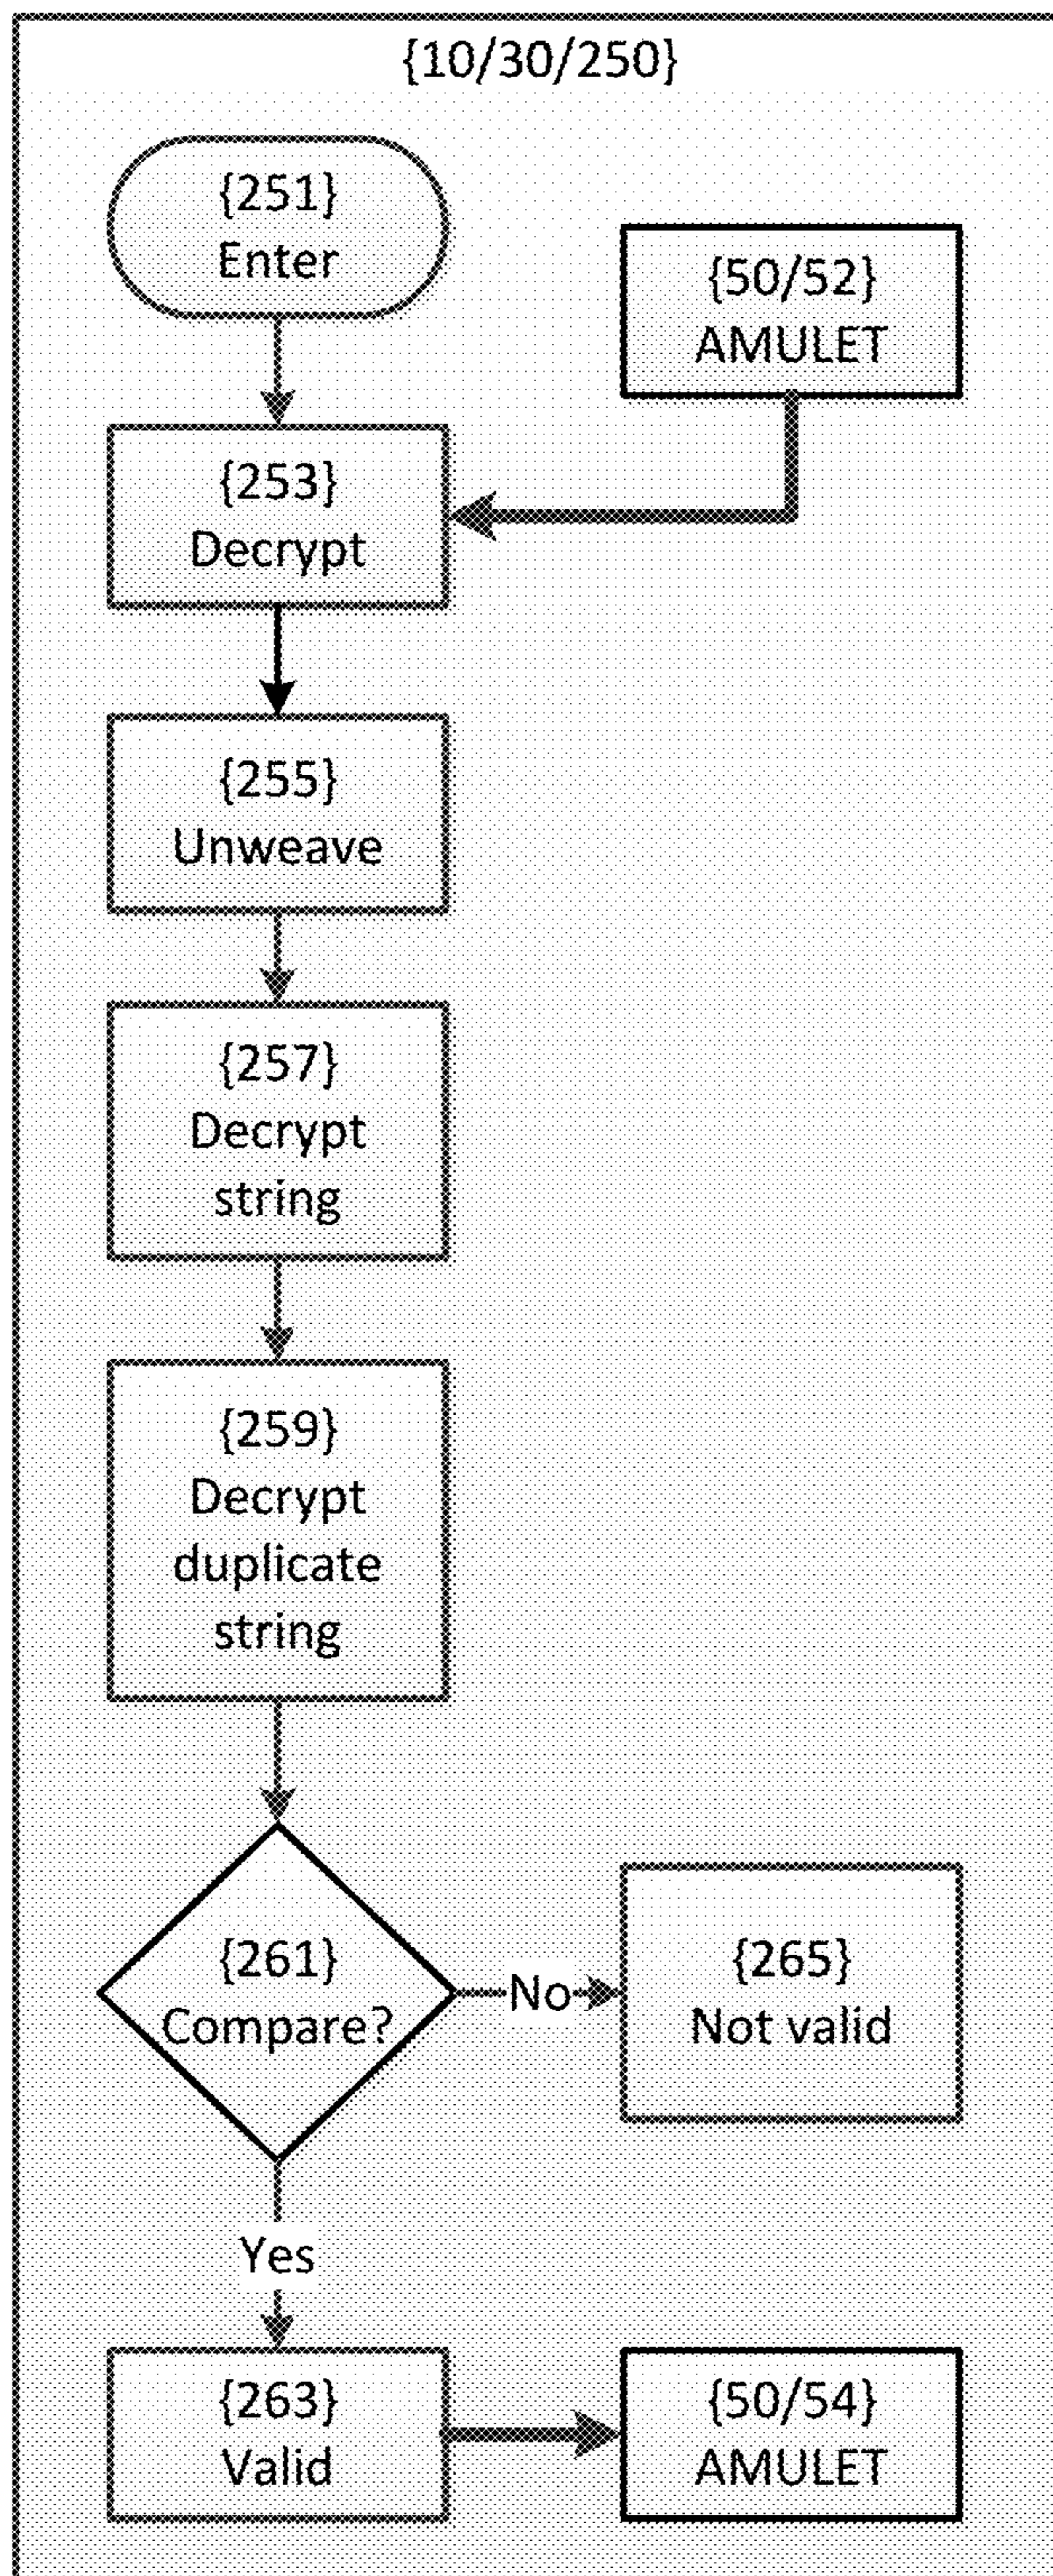 {10/30/250}
{251}
Enter
{50/52}
AMULET
{253}
Decrypt
{255}
Unweave
{257}
Decrypt
string
{259}
Decrypt
duplicate
string
{261}
Compare?
No
{265}
Not valid
Yes
{263}
Valid
{50/54}
AMULET